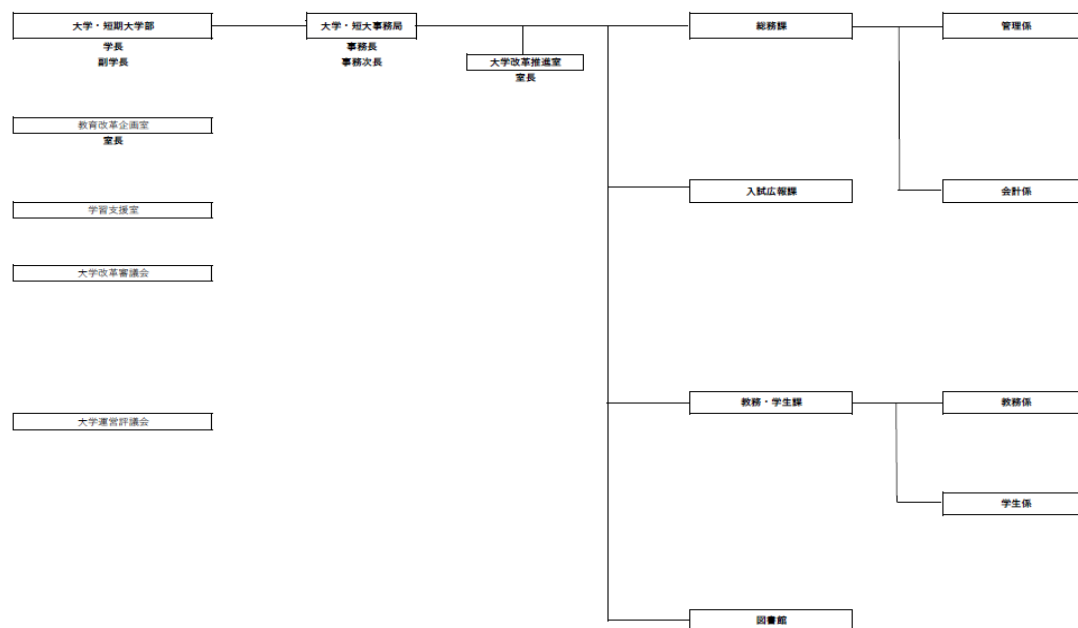 大学・短期大学部
学長
副学長
大学・短大事務局
事務長
事務次長
大学改革推進室
室長
総務課
管理係
教育改革企画室
室長
入試広報課
会計係
学習支援室
大学改革審議会
教務・学生課
教務係
大学運営評議会
学生係
図書館